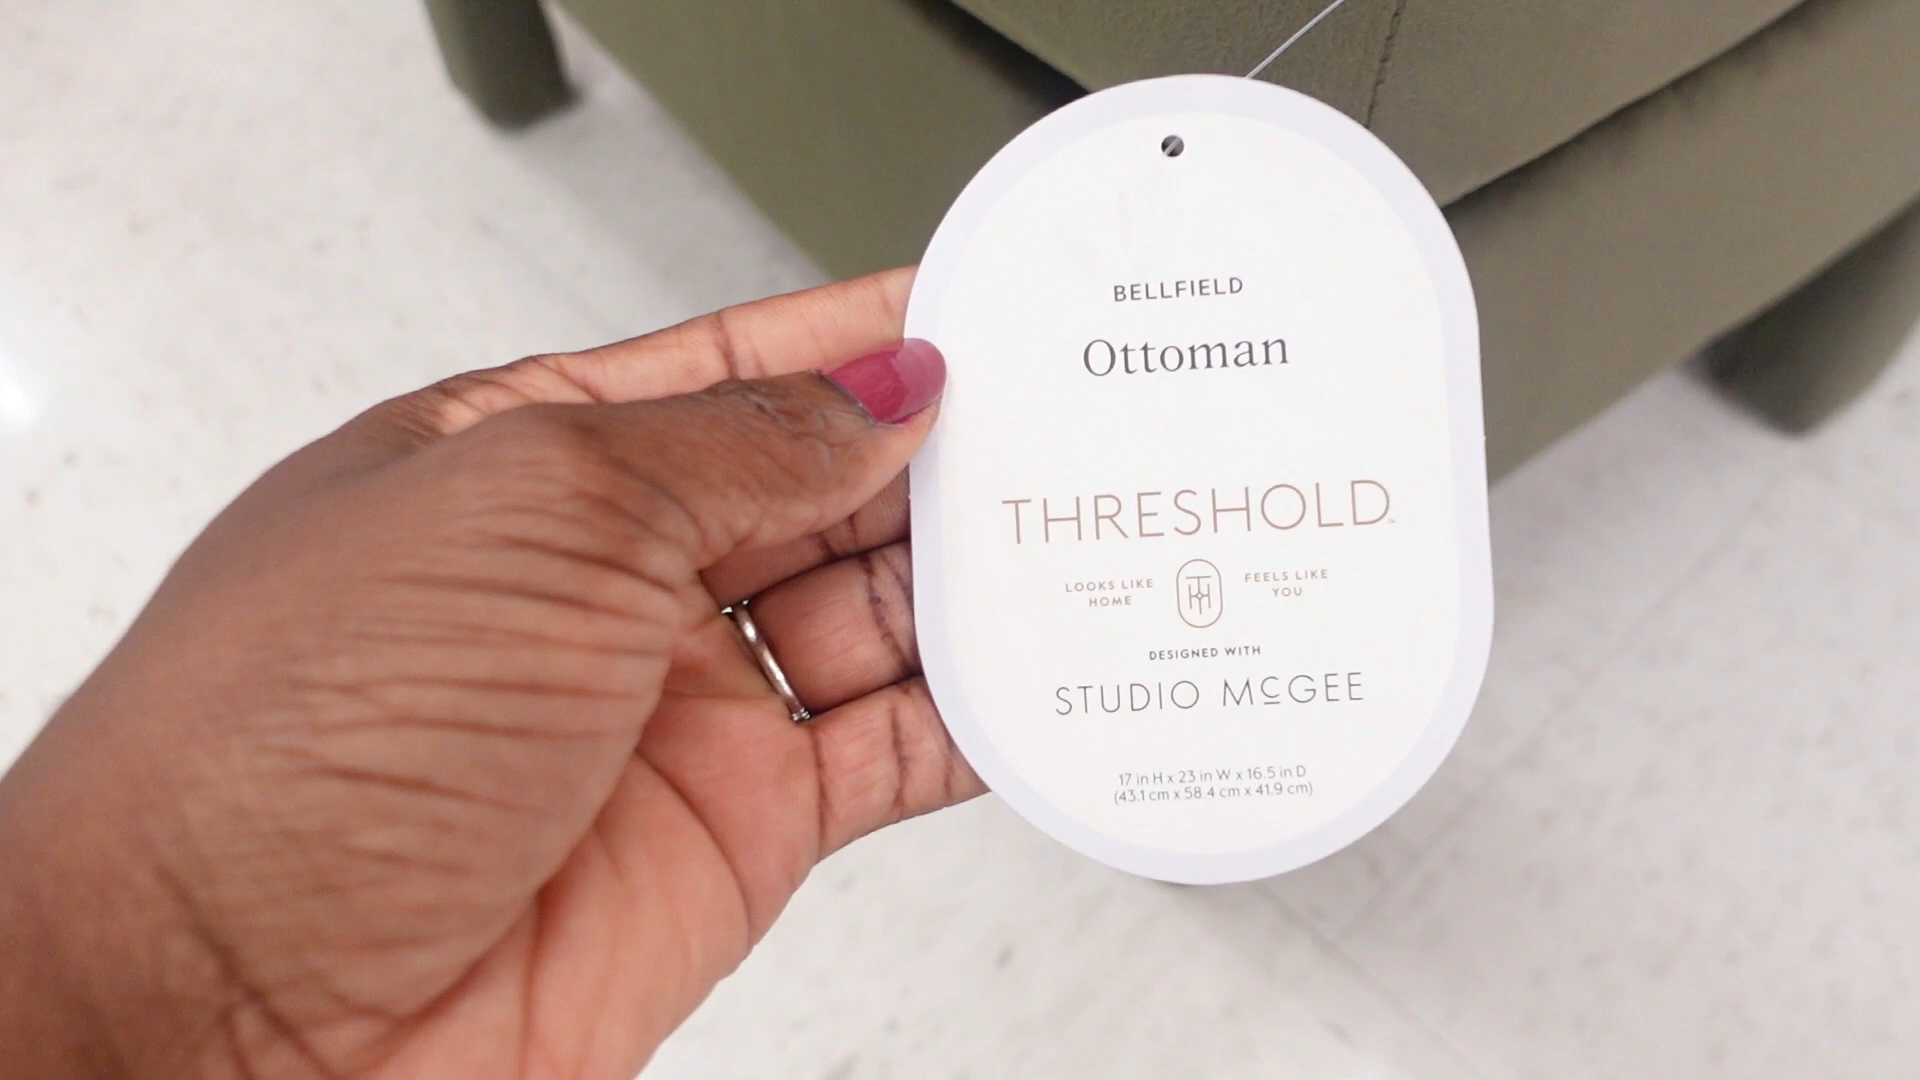 BELLFIELD
Ottoman
THRESHOLD™
LOOKS LIKE HOME
FEELS LIKE YOU
DESIGNED WITH
STUDIO McGEE
17 in H x 23 in W x 16.5 in D
(43.1 cm x 58.4 cm x 41.9 cm)